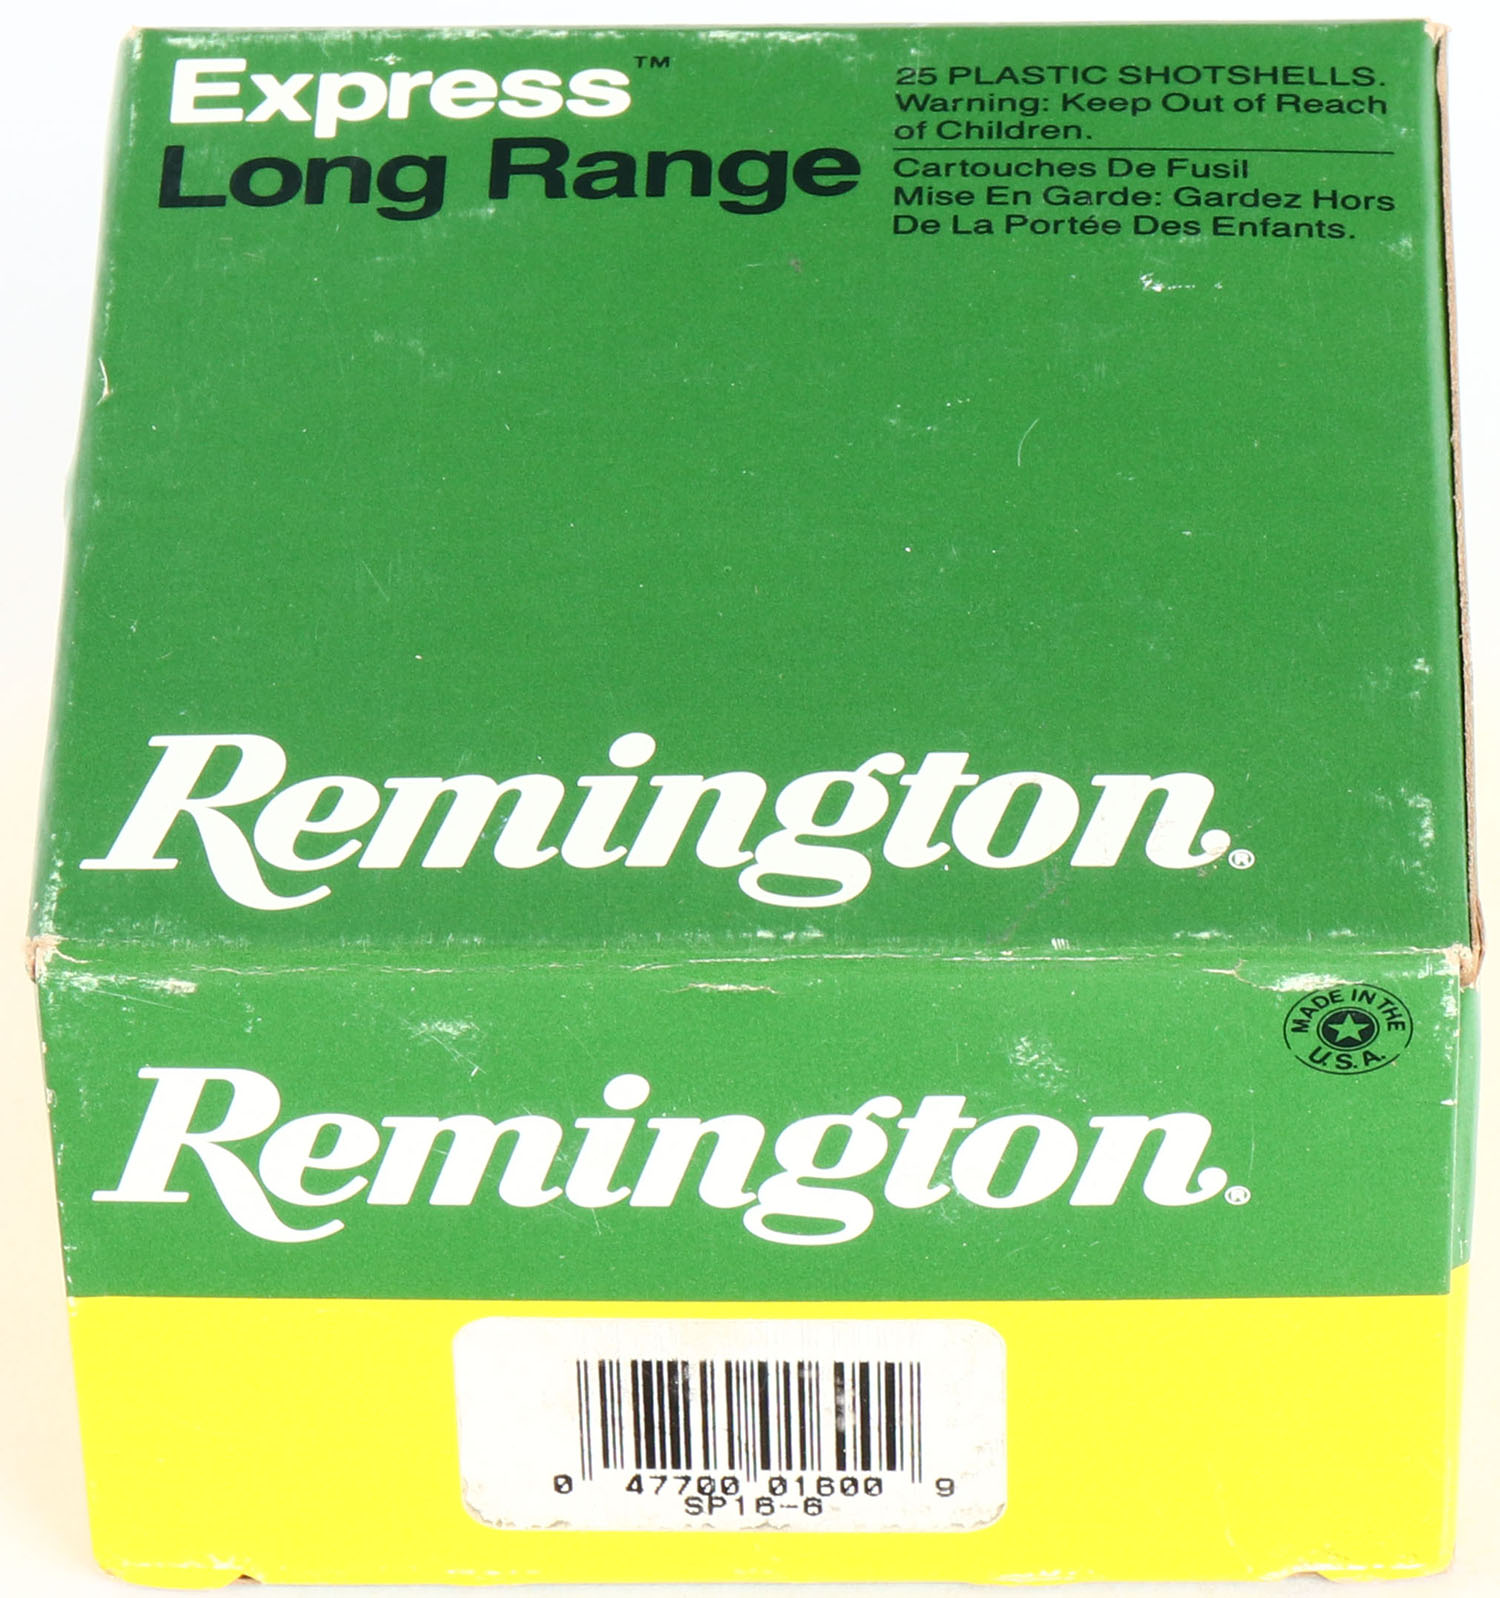 Express™
Long Range
25 PLASTIC SHOTSHELLS.
Warning: Keep Out of Reach
of Children.
Cartouches De Fusil
Mise En Garde: Gardez Hors
De La Portée Des Enfants.
Remington®
MADE IN THE
U.S.A.
Remington®
0 47700 01600 9
SP16-6